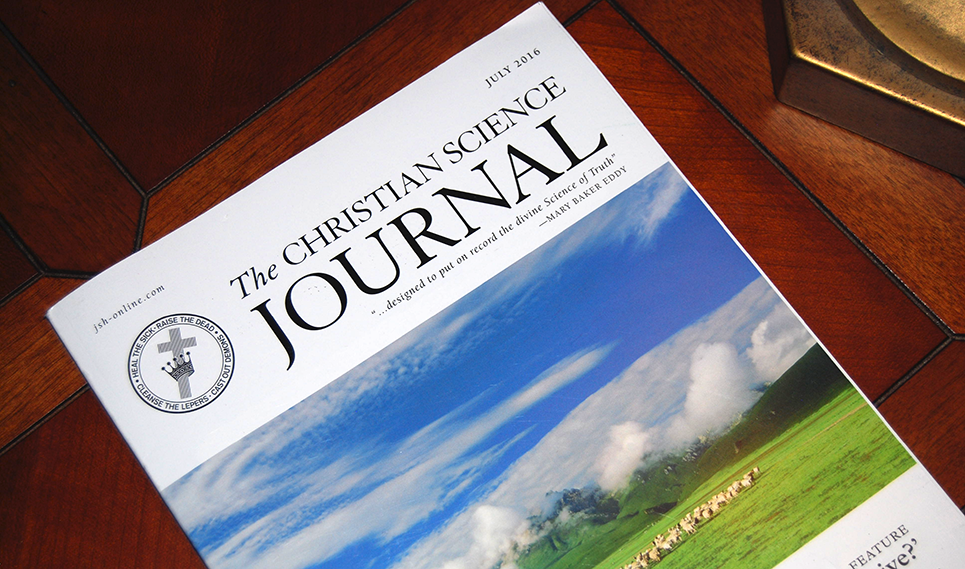 JULY 2016
The CHRISTIAN SCIENCE
JOURNAL
"...designed to put on record the divine Science of Truth"
—MARY BAKER EDDY
jsh-online.com
HEAL THE SICK · RAISE THE DEAD · CAST OUT DEMONS · CLEANSE THE LEPERS ·
FEATURE
ive?'